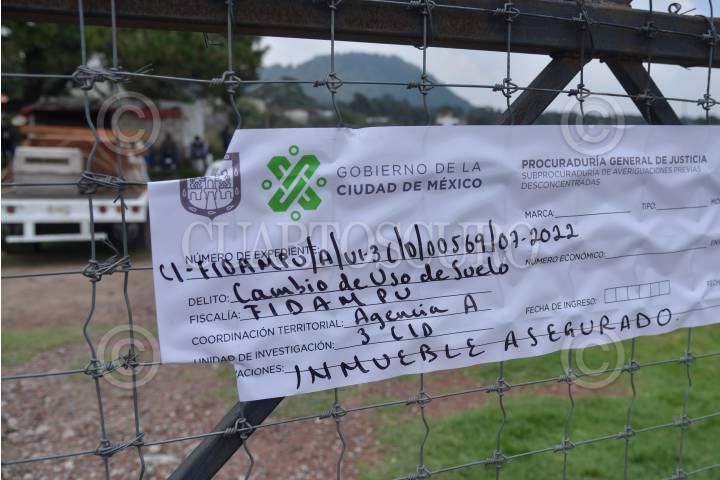 GOBIERNO DE LA
CIUDAD DE MÉXICO
PROCURADURÍA GENERAL DE JUSTICIA
SUBPROCURADURÍA DE AVERIGUACIONES PREVIAS
DESCONCENTRADAS
MARCA: TIPO:
NÚMERO DE EXPEDIENTE:
CI-FIDAMPU/A/UI-3C/D/00569/07-2022
NÚMERO ECONÓMICO:
DELITO: Cambio de Uso de Suelo
FISCALÍA: FIDAMPU
COORDINACIÓN TERRITORIAL: Agencia A
FECHA DE INGRESO:
UNIDAD DE INVESTIGACIÓN: 3 C/D
ACIONES: INMUEBLE ASEGURADO.
CUARTOSCURO